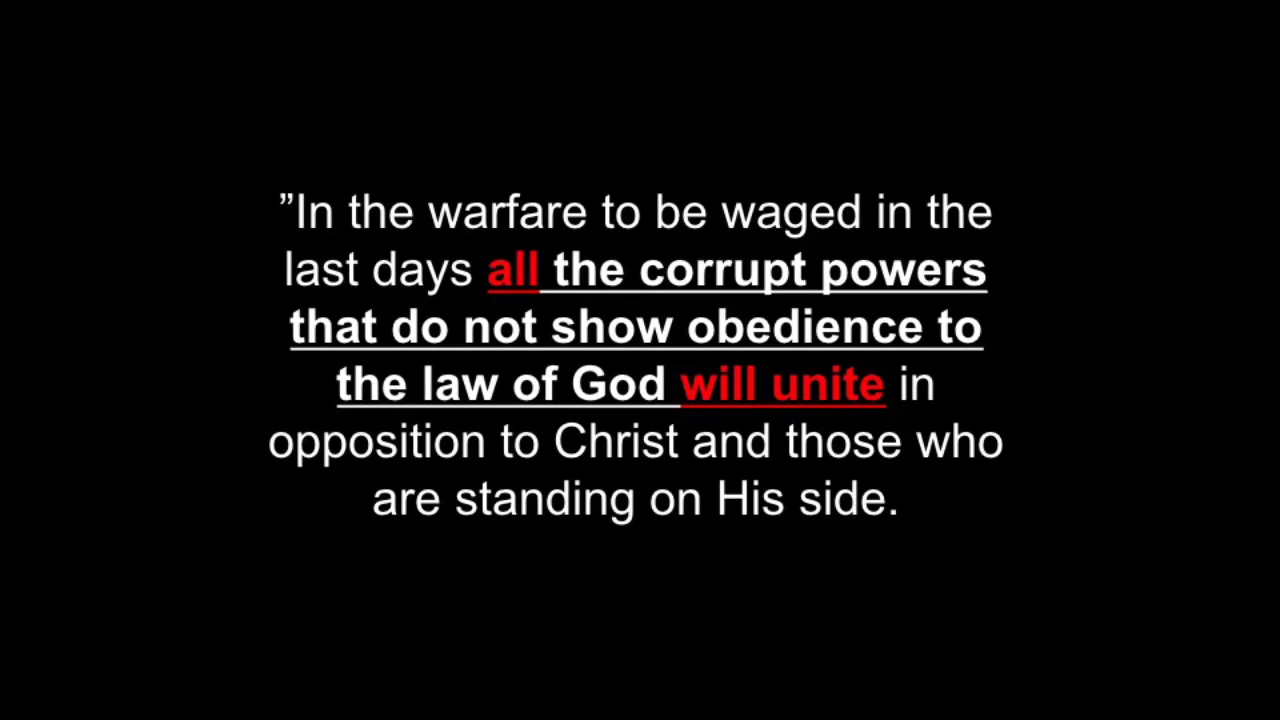 ”In the warfare to be waged in the
last days all the corrupt powers
that do not show obedience to
the law of God will unite in
opposition to Christ and those who
are standing on His side.